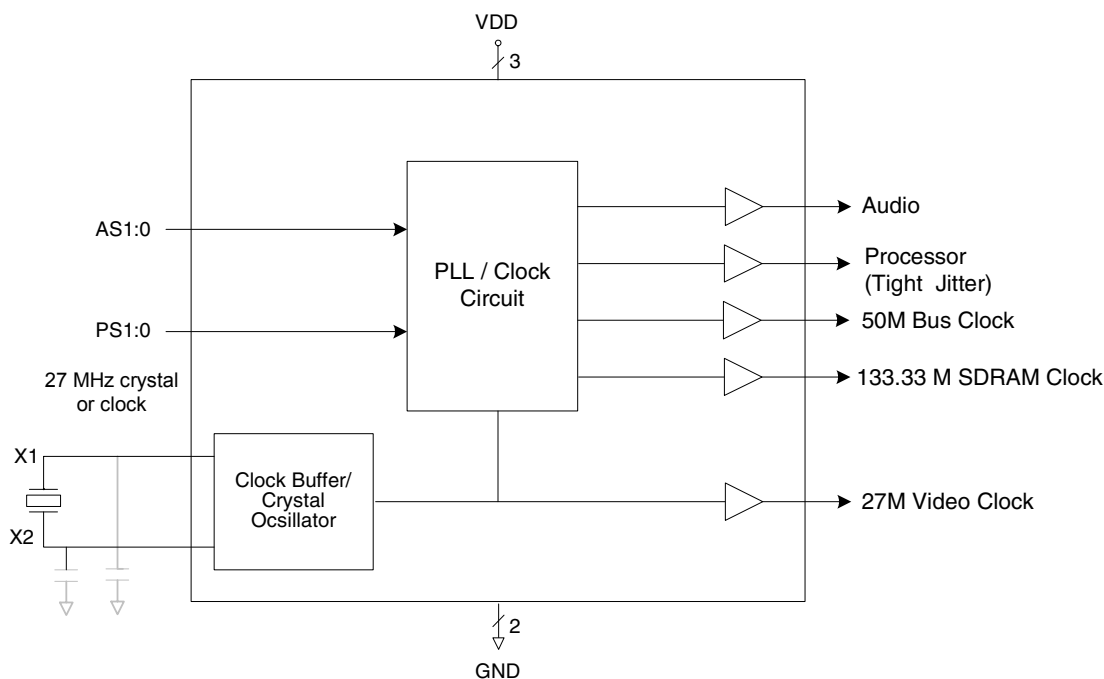 VDD
3
AS1:0
PS1:0
27 MHz crystal
or clock
X1
X2
PLL / Clock
Circuit
Clock Buffer/
Crystal
Ocsillator
Audio
Processor
(Tight Jitter)
50M Bus Clock
133.33 M SDRAM Clock
27M Video Clock
2
GND